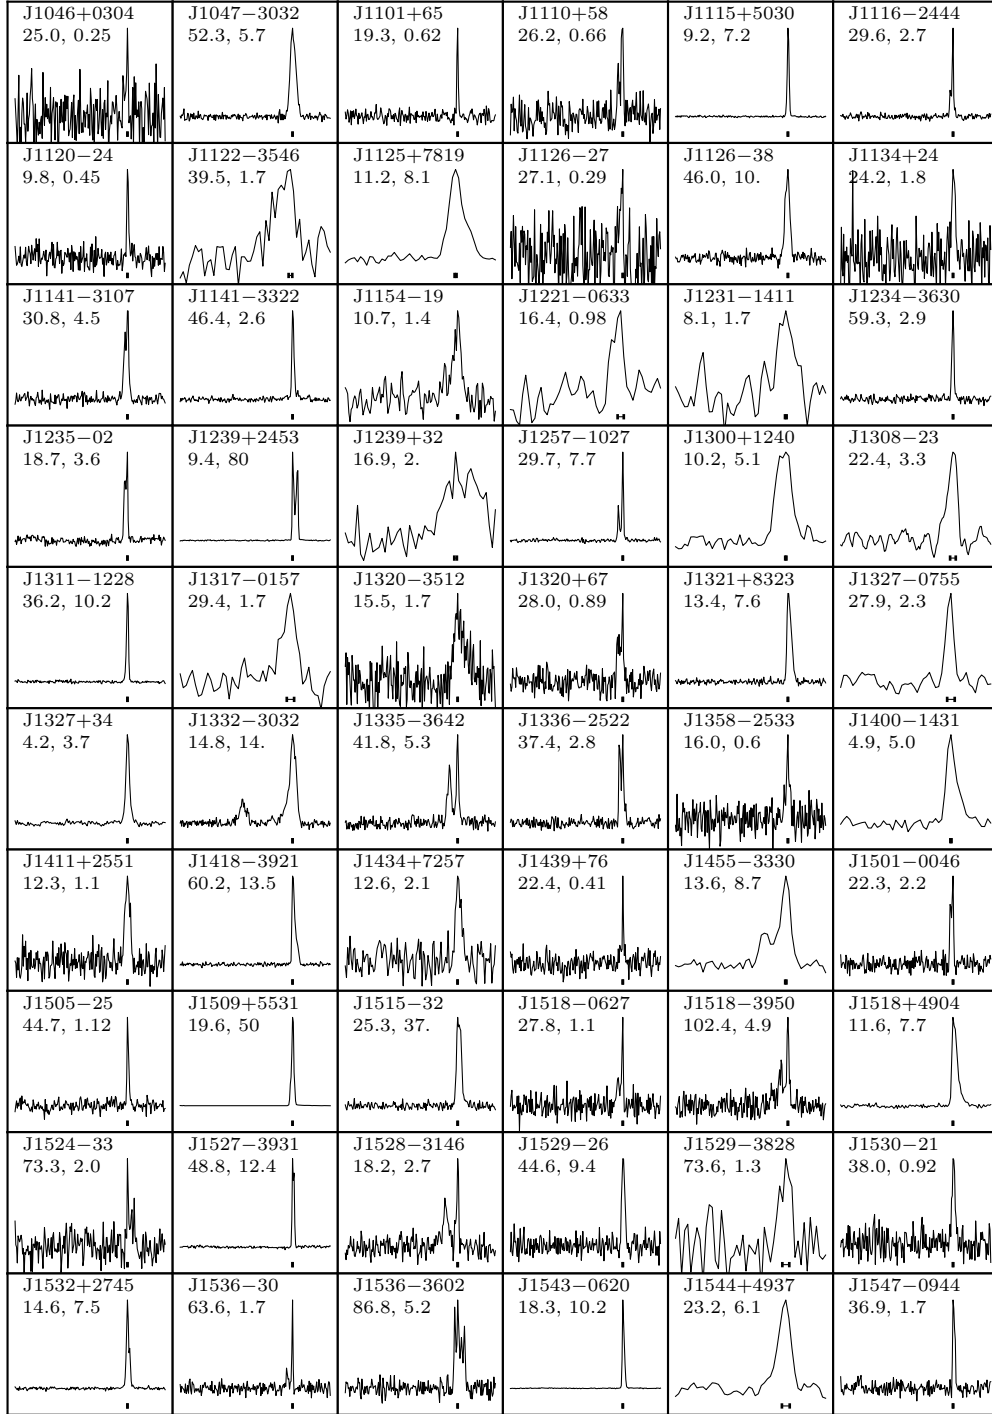 J1046+0304
25.0, 0.25
J1047−3032
52.3, 5.7
J1101+65
19.3, 0.62
J1110+58
26.2, 0.66
J1115+5030
9.2, 7.2
J1116−2444
29.6, 2.7
J1120−24
9.8, 0.45
J1122−3546
39.5, 1.7
J1125+7819
11.2, 8.1
J1126−27
27.1, 0.29
J1126−38
46.0, 10.
J1134+24
24.2, 1.8
J1141−3107
30.8, 4.5
J1141−3322
46.4, 2.6
J1154−19
10.7, 1.4
J1221−0633
16.4, 0.98
J1231−1411
8.1, 1.7
J1234−3630
59.3, 2.9
J1235−02
18.7, 3.6
J1239+2453
9.4, 80
J1239+32
16.9, 2.
J1257−1027
29.7, 7.7
J1300+1240
10.2, 5.1
J1308−23
22.4, 3.3
J1311−1228
36.2, 10.2
J1317−0157
29.4, 1.7
J1320−3512
15.5, 1.7
J1320+67
28.0, 0.89
J1321+8323
13.4, 7.6
J1327−0755
27.9, 2.3
J1327+34
4.2, 3.7
J1332−3032
14.8, 14.
J1335−3642
41.8, 5.3
J1336−2522
37.4, 2.8
J1358−2533
16.0, 0.6
J1400−1431
4.9, 5.0
J1411+2551
12.3, 1.1
J1418−3921
60.2, 13.5
J1434+7257
12.6, 2.1
J1439+76
22.4, 0.41
J1455−3330
13.6, 8.7
J1501−0046
22.3, 2.2
J1505−25
44.7, 1.12
J1509+5531
19.6, 50
J1515−32
25.3, 37.
J1518−0627
27.8, 1.1
J1518−3950
102.4, 4.9
J1518+4904
11.6, 7.7
J1524−33
73.3, 2.0
J1527−3931
48.8, 12.4
J1528−3146
18.2, 2.7
J1529−26
44.6, 9.4
J1529−3828
73.6, 1.3
J1530−21
38.0, 0.92
J1532+2745
14.6, 7.5
J1536−30
63.6, 1.7
J1536−3602
86.8, 5.2
J1543−0620
18.3, 10.2
J1544+4937
23.2, 6.1
J1547−0944
36.9, 1.7